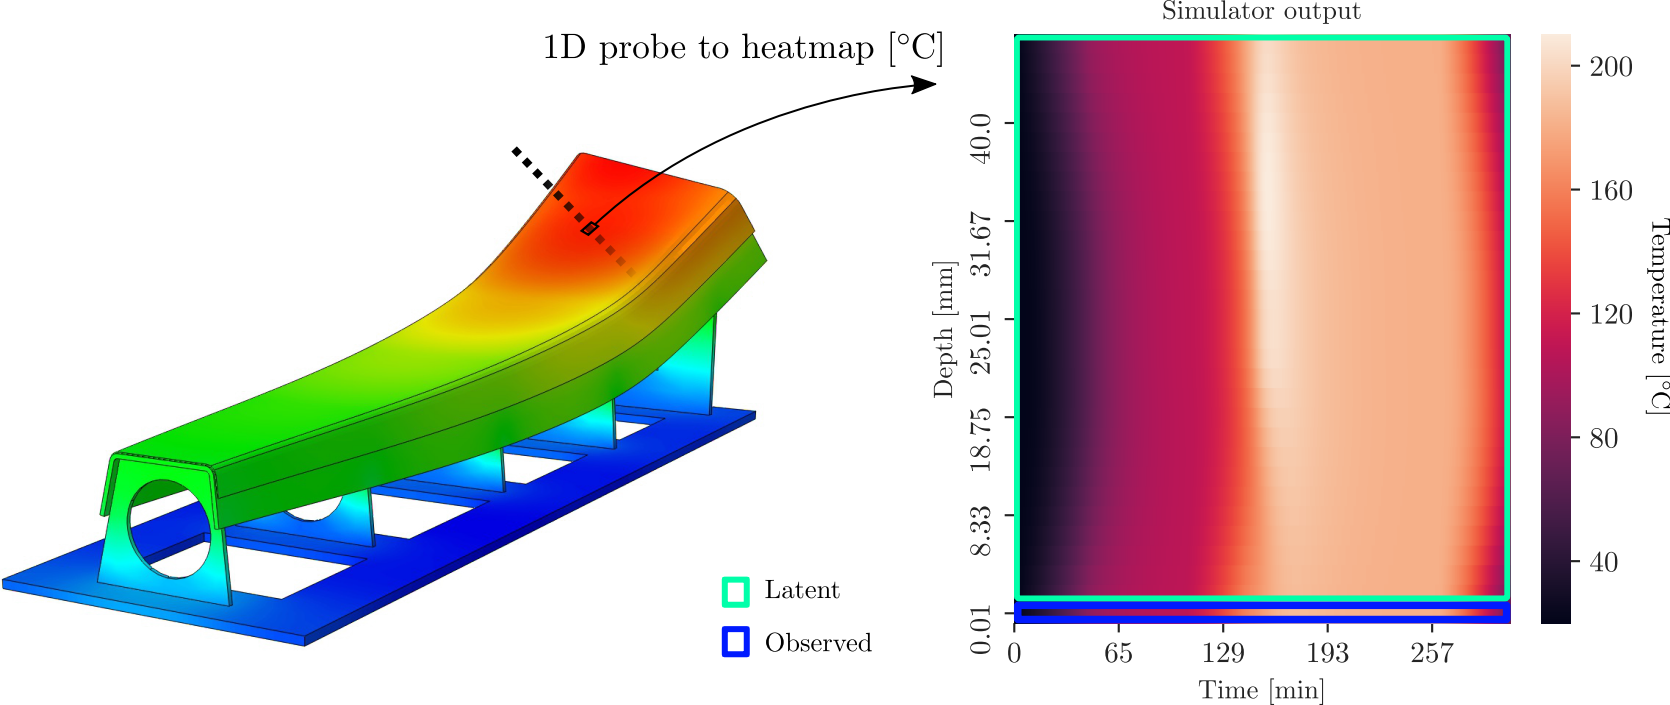 1D probe to heatmap [°C]
Latent
Observed
Simulator output
Depth [mm]
40.0
31.67
25.01
18.75
8.33
0.01
0 65 129 193 257
Time [min]
200
160
120
80
40
Temperature [°C]